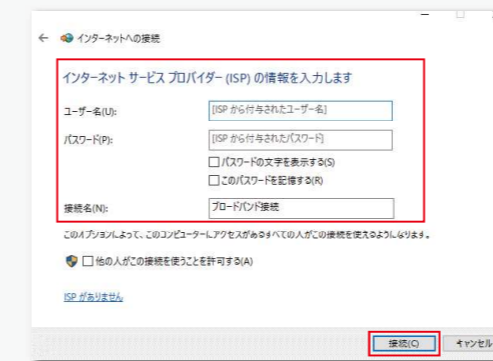 インターネットへの接続
インターネット サービス プロバイダー (ISP) の情報を入力します
ユーザー名(U):
[ISP から付与されたユーザー名]
パスワード(P):
[ISP から付与されたパスワード]
パスワードの文字を表示する(S)
このパスワードを記憶する(R)
接続名(N):
ブロードバンド接続
このオプションによって、このコンピューターにアクセスがあるすべての人がこの接続を使えるようになります。
他の人がこの接続を使うことを許可する(A)
ISP がありません
接続(C)
キャンセル